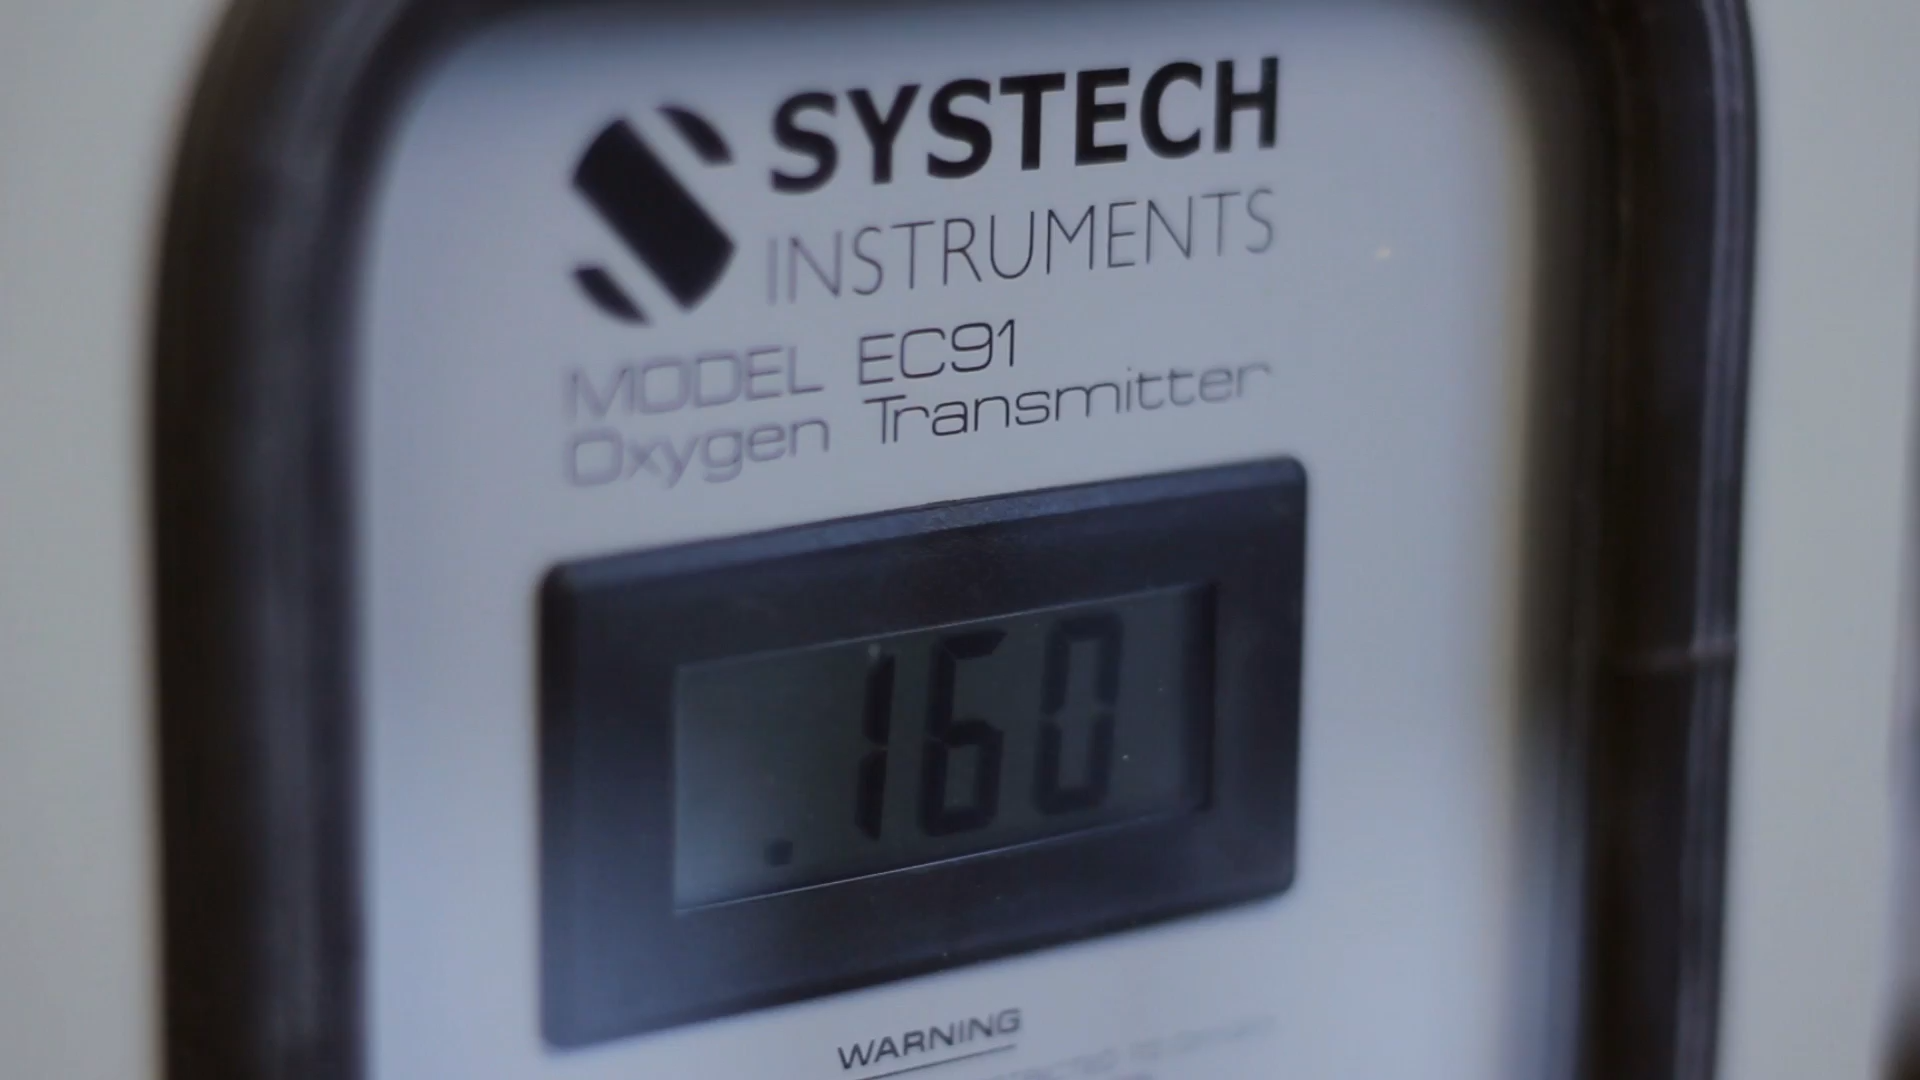 SYSTECH
INSTRUMENTS
MODEL EC91
Oxygen Transmitter
.160
WARNING